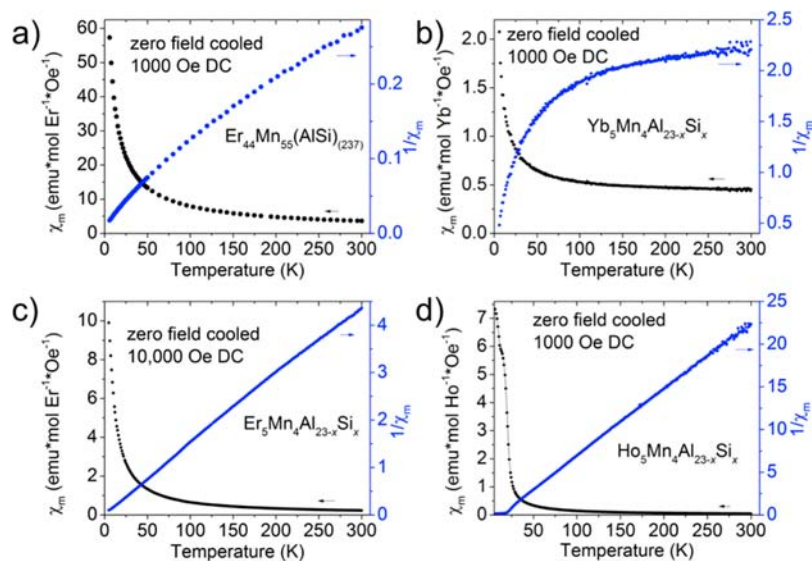 a)
zero field cooled
1000 Oe DC
Er₄₄Mn₅₅(AlSi)₍₂₃₇₎
χₘ (emu*mol Er⁻¹*Oe⁻¹)
60
50
40
30
20
10
0
0.2
0.1
0.0
1/χₘ
0 50 100 150 200 250 300
Temperature (K)
b)
zero field cooled
1000 Oe DC
Yb₅Mn₄Al₂₃₋ₓSiₓ
χₘ (emu*mol Yb⁻¹*Oe⁻¹)
2.0
1.5
1.0
0.5
0.0
2.5
2.0
1.5
1.0
0.5
1/χₘ
0 50 100 150 200 250 300
Temperature (K)
c)
zero field cooled
10,000 Oe DC
Er₅Mn₄Al₂₃₋ₓSiₓ
χₘ (emu*mol Er⁻¹*Oe⁻¹)
10
8
6
4
2
0
4
3
2
1
0
1/χₘ
0 50 100 150 200 250 300
Temperature (K)
d)
zero field cooled
1000 Oe DC
Ho₅Mn₄Al₂₃₋ₓSiₓ
χₘ (emu*mol Ho⁻¹*Oe⁻¹)
7
6
5
4
3
2
1
0
25
20
15
10
5
0
1/χₘ
50 100 150 200 250 300
Temperature (K)